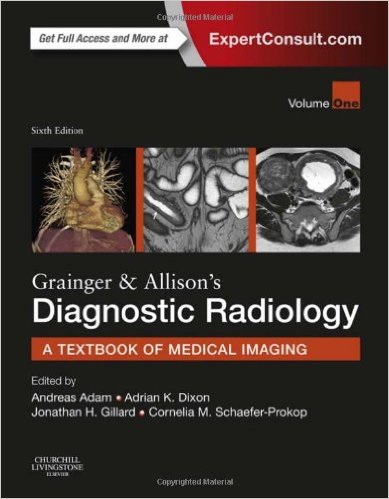 Copyrighted Material
Get Full Access and More at
ExpertConsult.com
Volume One
Sixth Edition
Grainger & Allison's
Diagnostic Radiology
A TEXTBOOK OF MEDICAL IMAGING
Edited by
Andreas Adam • Adrian K. Dixon
Jonathan H. Gillard • Cornelia M. Schaefer-Prokop
CHURCHILL
LIVINGSTONE
ELSEVIER
Copyrighted Material